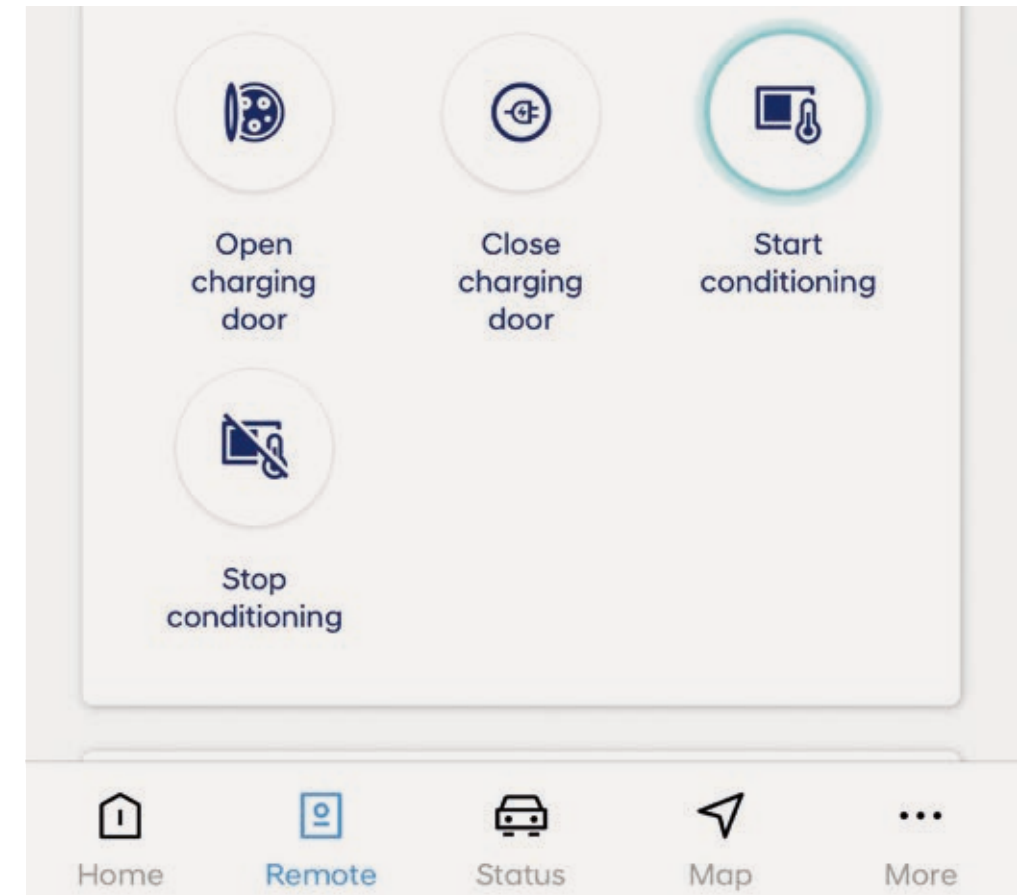 Open
charging
door
Close
charging
door
Start
conditioning
Stop
conditioning
Home
Remote
Status
Map
More